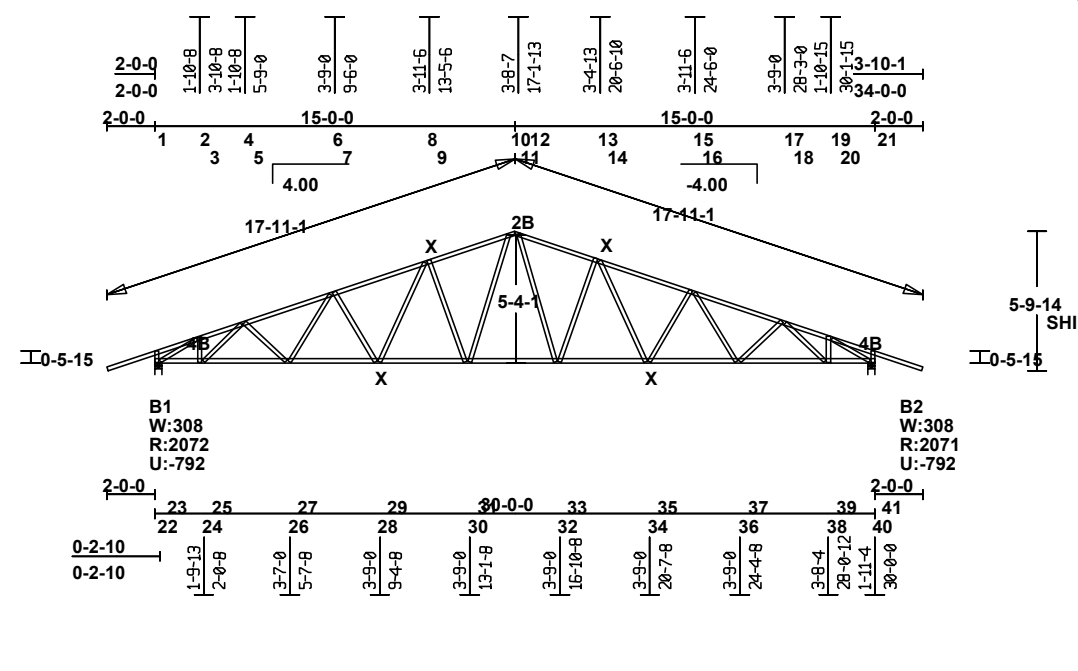 1-10-8
3-10-8
1-10-8
5-9-0
3-9-0
9-6-0
3-11-6
13-5-6
3-8-7
17-1-13
3-4-13
20-6-10
3-11-6
24-6-0
3-9-0
28-3-0
1-10-15
30-1-15
2-0-0
2-0-0
3-10-1
34-0-0
2-0-0
15-0-0
15-0-0
2-0-0
1 2 4 6 8 10 12 13 15 17 19 21
3 5 7 9 11 14 16 18 20
4.00
-4.00
17-11-1
17-11-1
2B
X
X
5-4-1
5-9-14
SHI
4B
4B
0-5-15
0-5-15
X
X
B1
W:308
R:2072
U:-792
B2
W:308
R:2071
U:-792
2-0-0
2-0-0
23 25 27 29 31 30-0-0 33 35 37 39 41
22 24 26 28 30 32 34 36 38 40
0-2-10
0-2-10
1-9-13
2-0-8
3-7-0
5-7-8
3-9-0
9-4-8
3-9-0
13-1-8
3-9-0
16-10-8
3-9-0
20-7-8
3-9-0
24-4-8
3-8-4
28-0-12
1-11-4
30-0-0